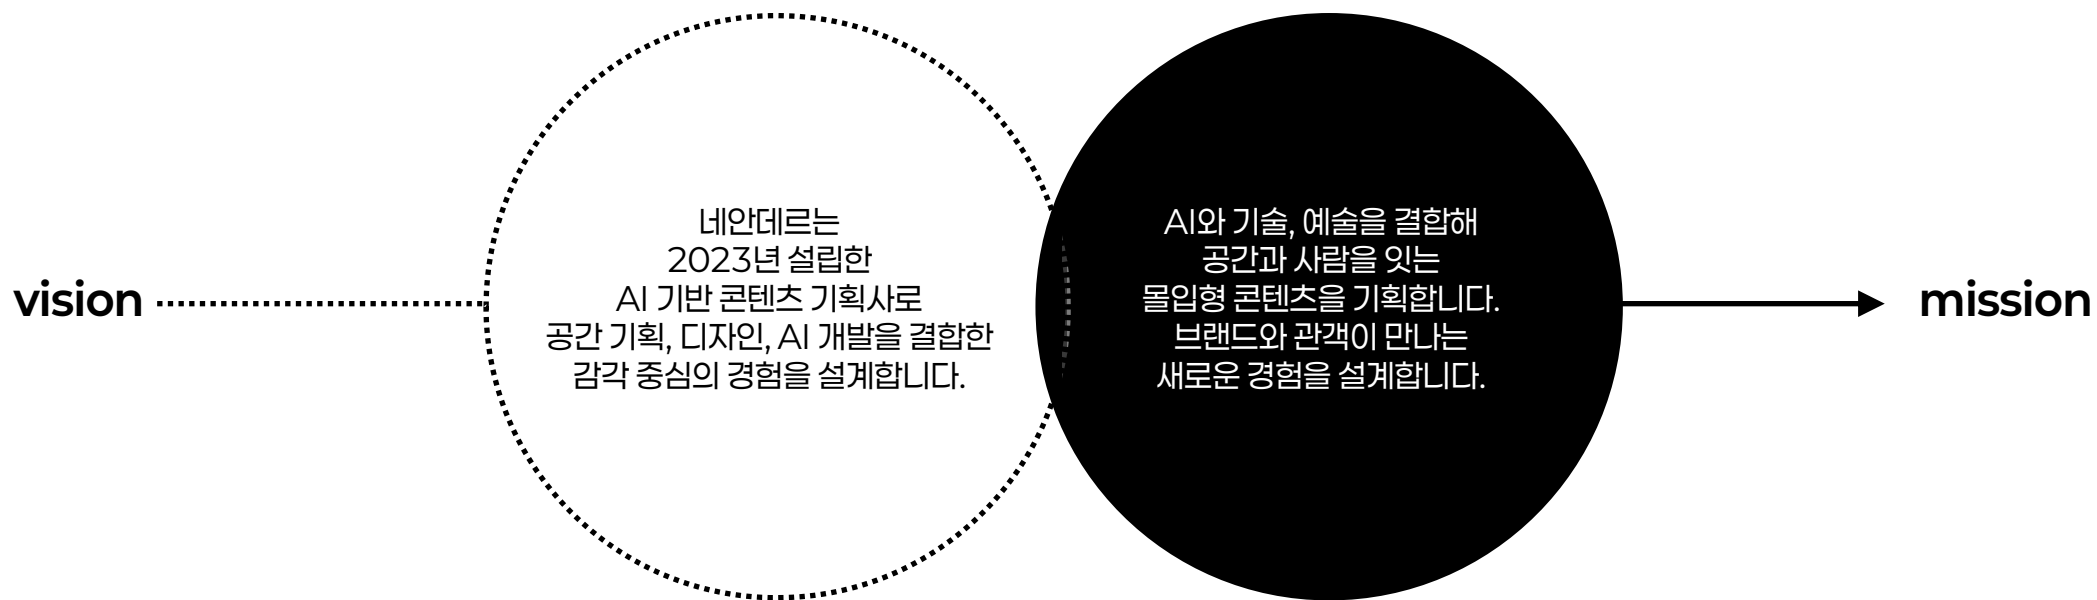 vision
네안데르는
2023년 설립한
AI 기반 콘텐츠 기획사로
공간 기획, 디자인, AI 개발을 결합한
감각 중심의 경험을 설계합니다.
AI와 기술, 예술을 결합해
공간과 사람을 잇는
몰입형 콘텐츠을 기획합니다.
브랜드와 관객이 만나는
새로운 경험을 설계합니다.
mission